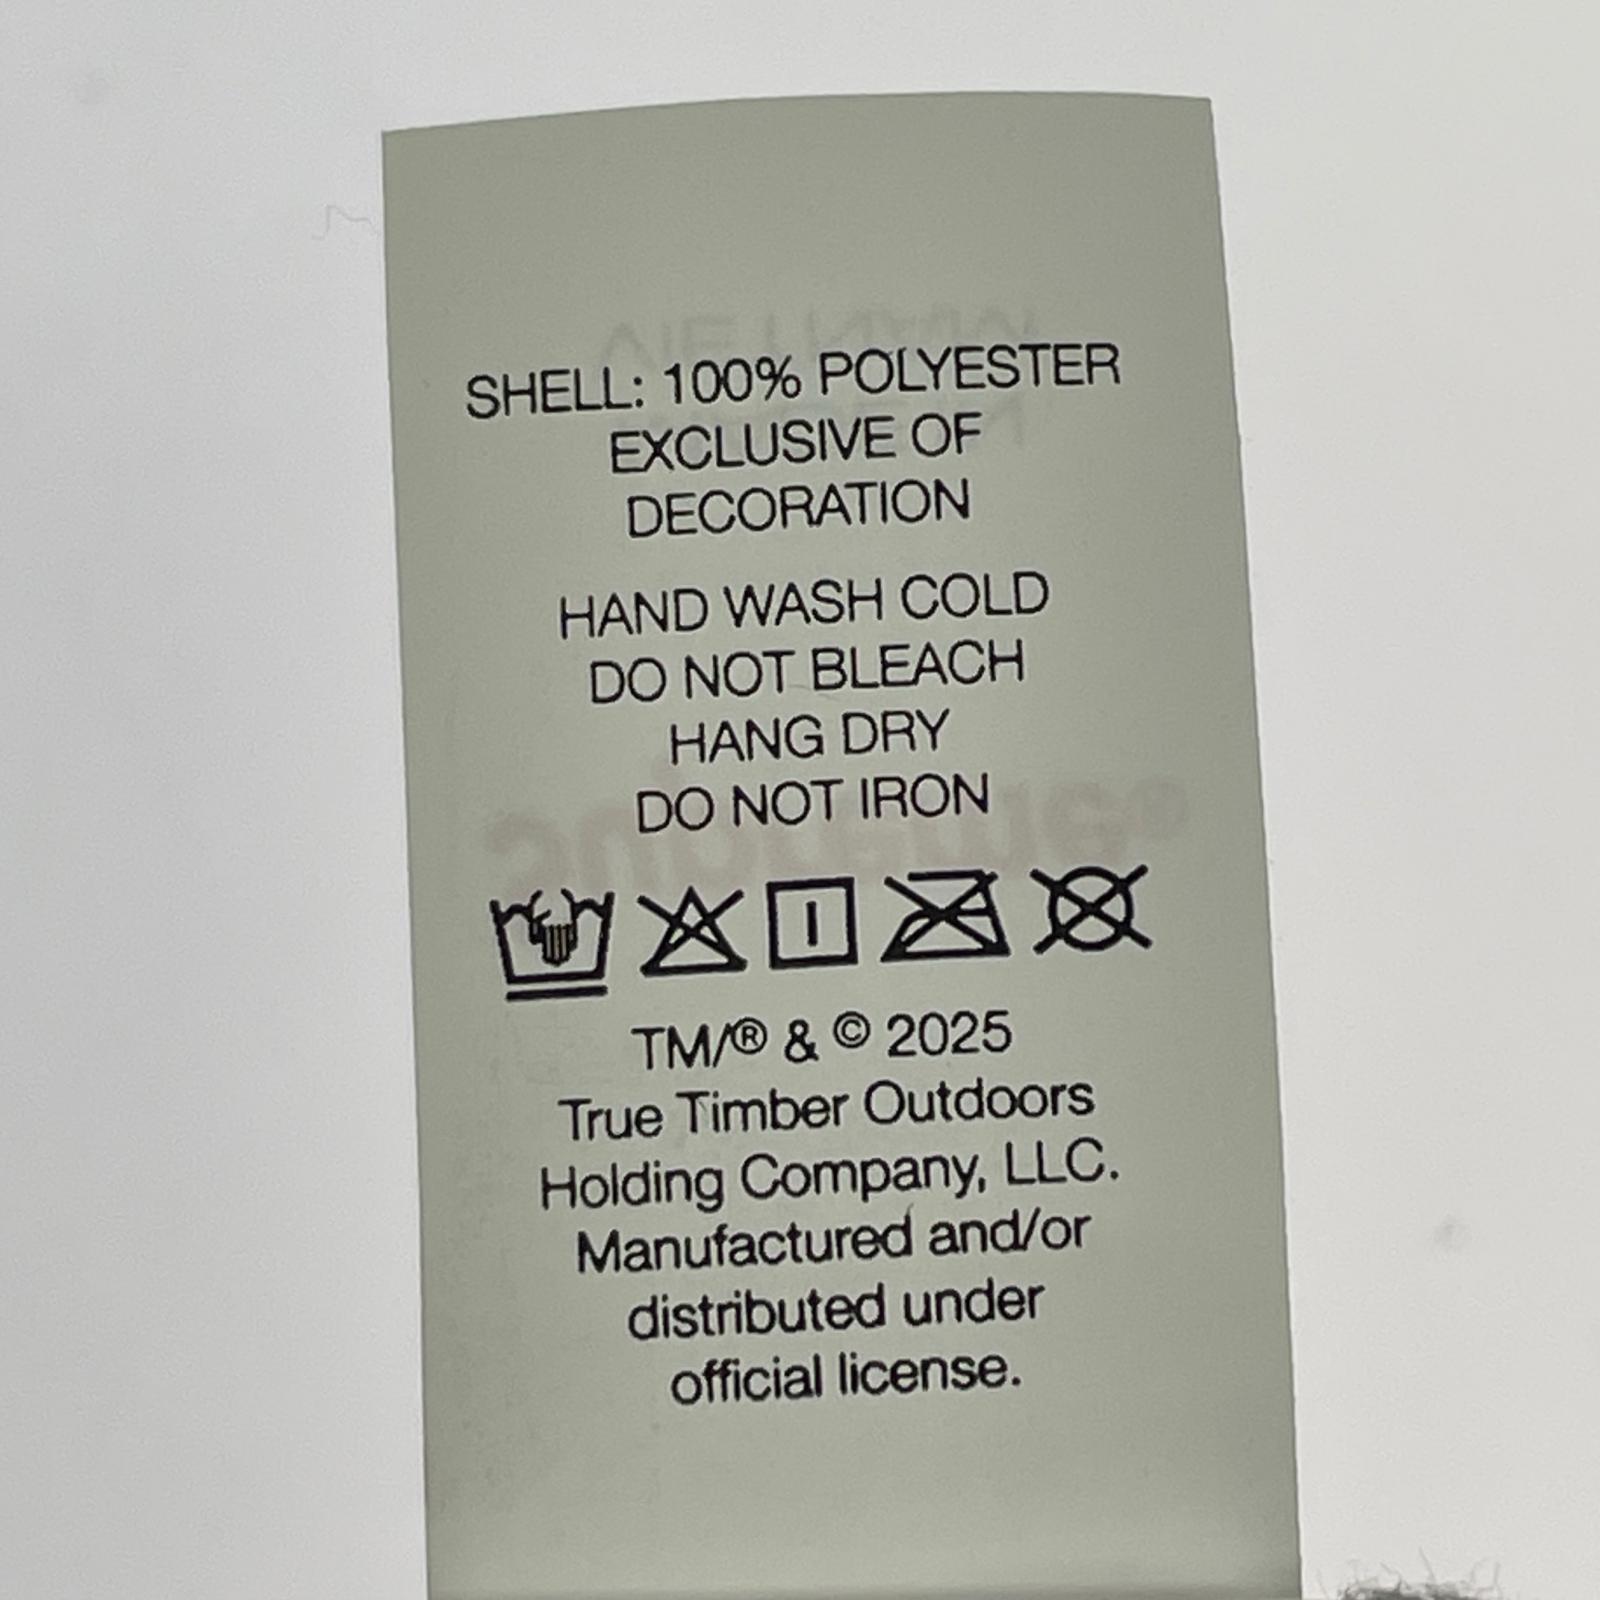 SHELL: 100% POLYESTER
EXCLUSIVE OF
DECORATION
HAND WASH COLD
DO NOT BLEACH
HANG DRY
DO NOT IRON
TM/® & © 2025
True Timber Outdoors
Holding Company, LLC.
Manufactured and/or
distributed under
official license.